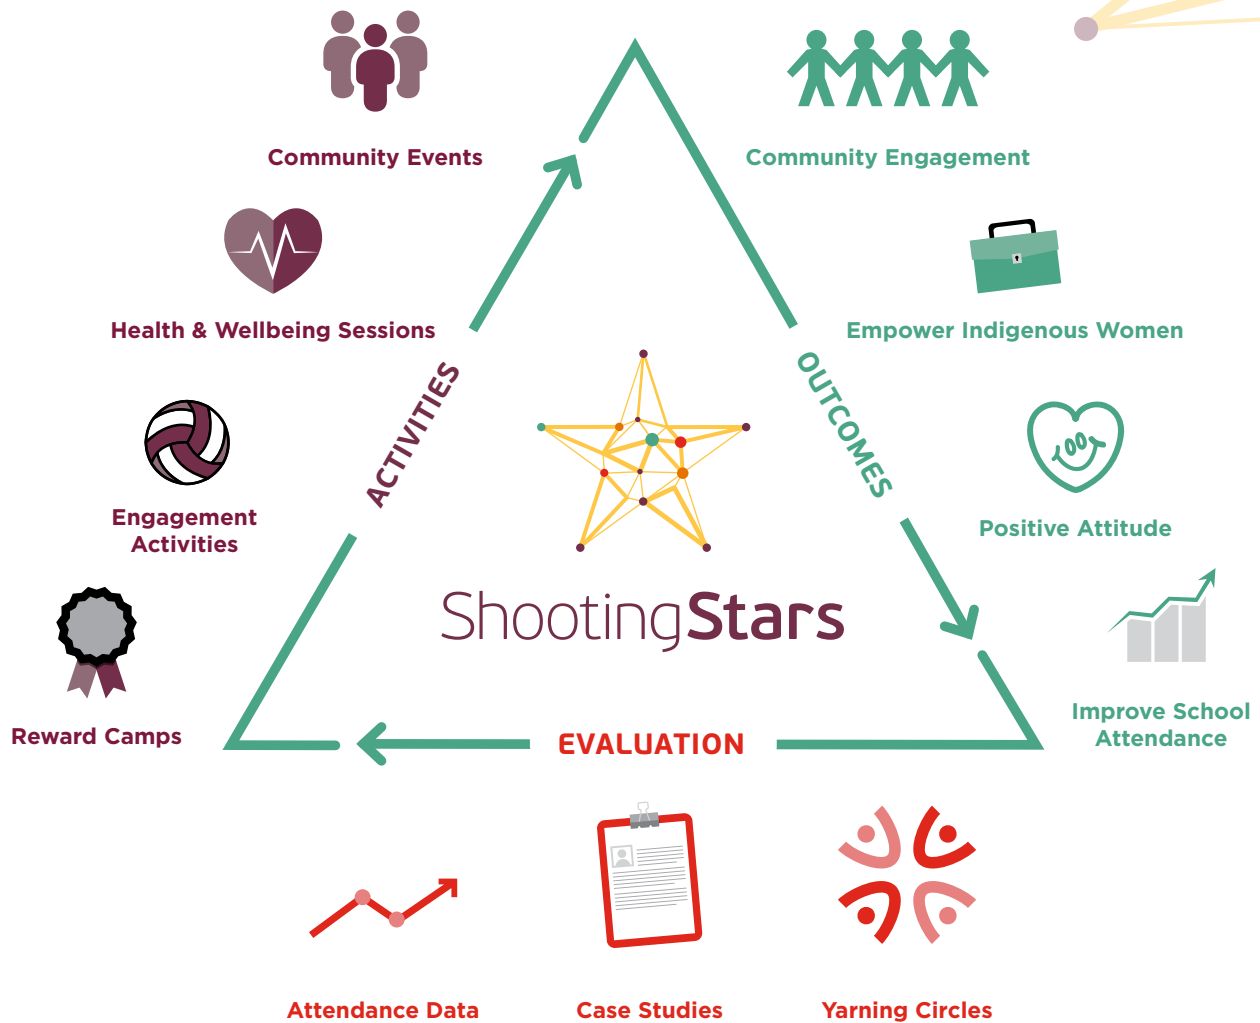 Community Events
Community Engagement
Health & Wellbeing Sessions
Empower Indigenous Women
ACTIVITIES
OUTCOMES
Engagement
Activities
Positive Attitude
ShootingStars
Reward Camps
Improve School
Attendance
EVALUATION
Attendance Data
Case Studies
Yarning Circles